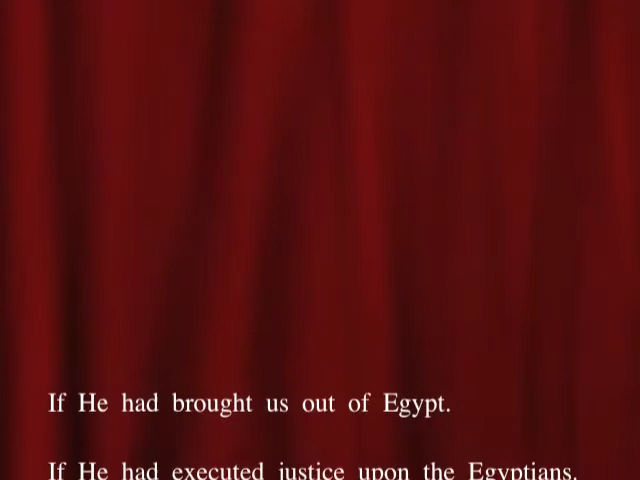 If He had brought us out of Egypt.
If He had executed justice upon the Egyptians.